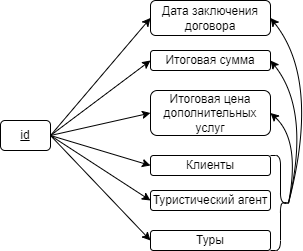 Дата заключения
договора
Итоговая сумма
Итоговая цена
дополнительных
услуг
id
Клиенты
Туристический агент
Туры